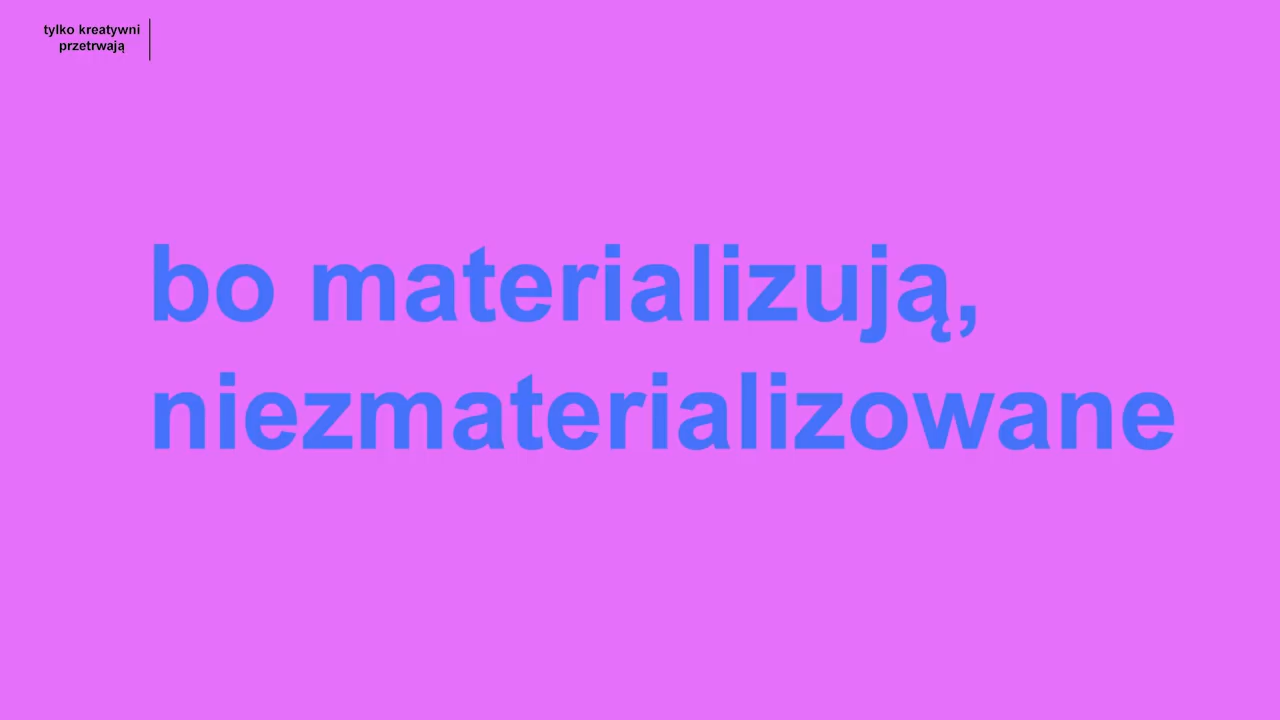 tylko kreatywni
przetrwają
bo materializują,
niezmaterializowane